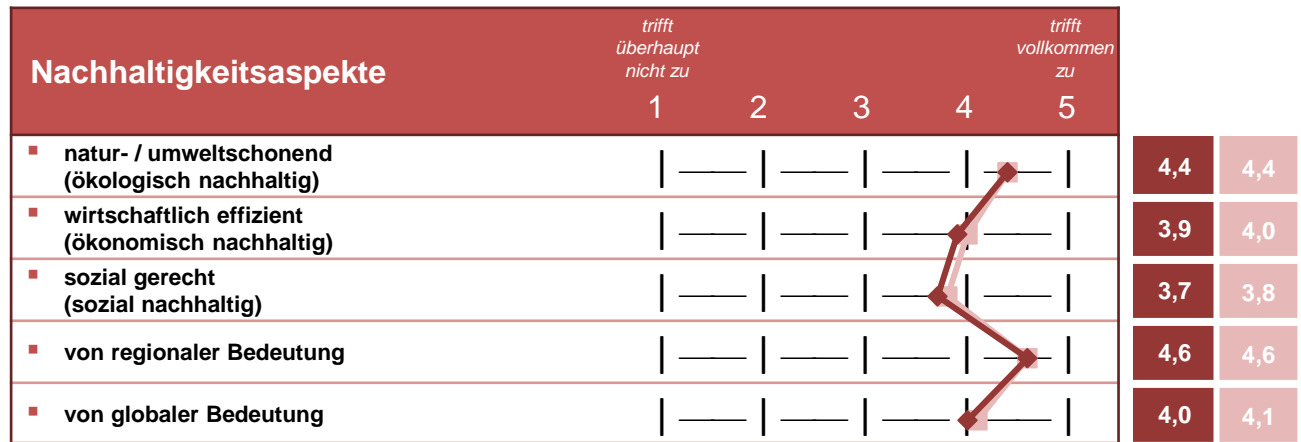 Nachhaltigkeitsaspekte
trifft
überhaupt
nicht zu
trifft
vollkommen
zu
1 2 3 4 5
natur- / umweltschonend
(ökologisch nachhaltig)
4,4 4,4
wirtschaftlich effizient
(ökonomisch nachhaltig)
3,9 4,0
sozial gerecht
(sozial nachhaltig)
3,7 3,8
von regionaler Bedeutung
4,6 4,6
von globaler Bedeutung
4,0 4,1